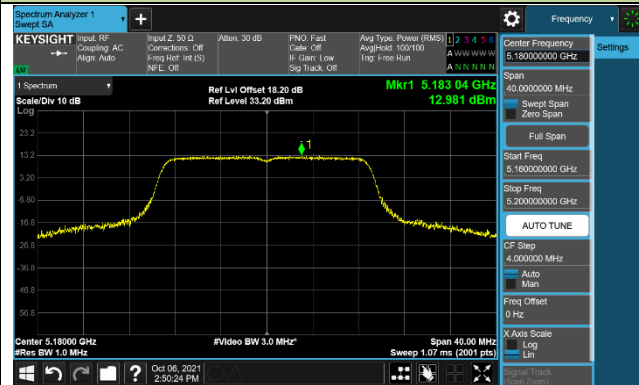 Spectrum Analyzer 1
Swept SA
Frequency
KEYSIGHT
Input: RF
Coupling: AC
Align: Auto
Input Z: 50 Ω
Corrections: Off
Freq Ref: Int (S)
NFE: Off
Atten: 30 dB
PNO: Fast
Gate: Off
IF Gain: Low
Sig Track: Off
Avg Type: Power (RMS)
Avg|Hold: 100/100
Trig: Free Run
1 2 3 4 5 6
A W W W W W
A N N N N N
LXI
1 Spectrum
Scale/Div 10 dB
Ref Lvl Offset 18.20 dB
Ref Level 33.20 dBm
Mkr1 5.183 04 GHz
12.981 dBm
Log
23.2
13.2
3.20
-6.80
-16.8
-26.8
-36.8
-46.8
-56.8
1
Center 5.18000 GHz
#Res BW 1.0 MHz
#Video BW 3.0 MHz*
Span 40.00 MHz
Sweep 1.07 ms (2001 pts)
Oct 06, 2021
2:50:24 PM
Center Frequency
5.180000000 GHz
Span
40.0000000 MHz
Swept Span
Zero Span
Full Span
Start Freq
5.160000000 GHz
Stop Freq
5.200000000 GHz
AUTO TUNE
CF Step
4.000000 MHz
Auto
Man
Freq Offset
0 Hz
X Axis Scale
Log
Lin
Signal Track
(Span Zoom)
Settings